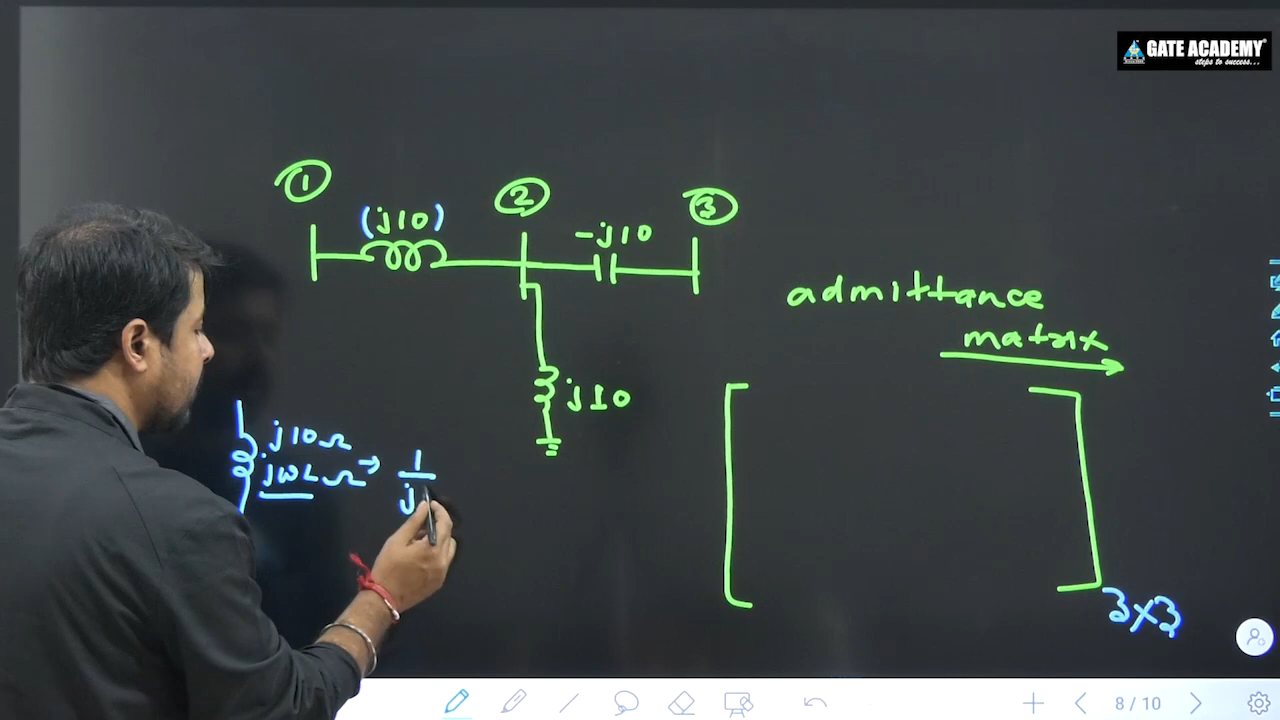 GATE ACADEMY
steps to success...
1
2
3
(j10)
-j10
admittance
matrix
j10
j10Ω
jωLΩ → 1/j
3×3
8 / 10